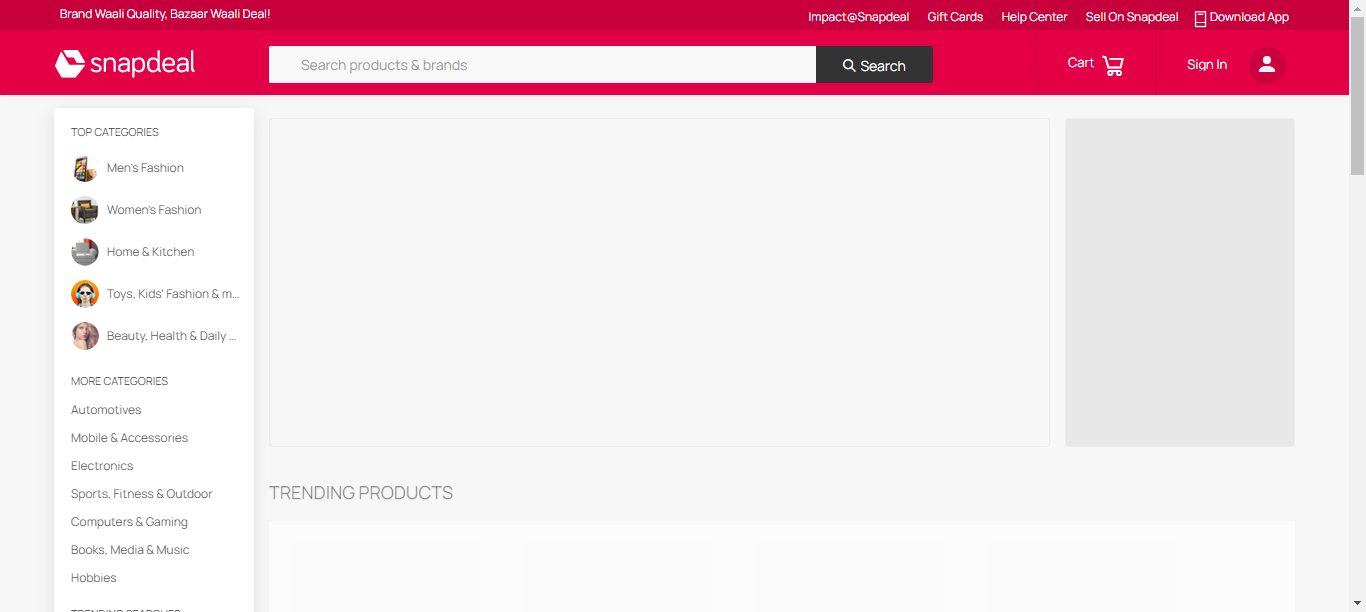 Brand Waali Quality, Bazaar Waali Deal!
Impact@Snapdeal
Gift Cards
Help Center
Sell On Snapdeal
Download App
snapdeal
Search products & brands
Search
Cart
Sign In
TOP CATEGORIES
Men's Fashion
Women's Fashion
Home & Kitchen
Toys, Kids' Fashion & m...
Beauty, Health & Daily ...
MORE CATEGORIES
Automotives
Mobile & Accessories
Electronics
Sports, Fitness & Outdoor
Computers & Gaming
Books, Media & Music
Hobbies
TRENDING SEARCHES
TRENDING PRODUCTS